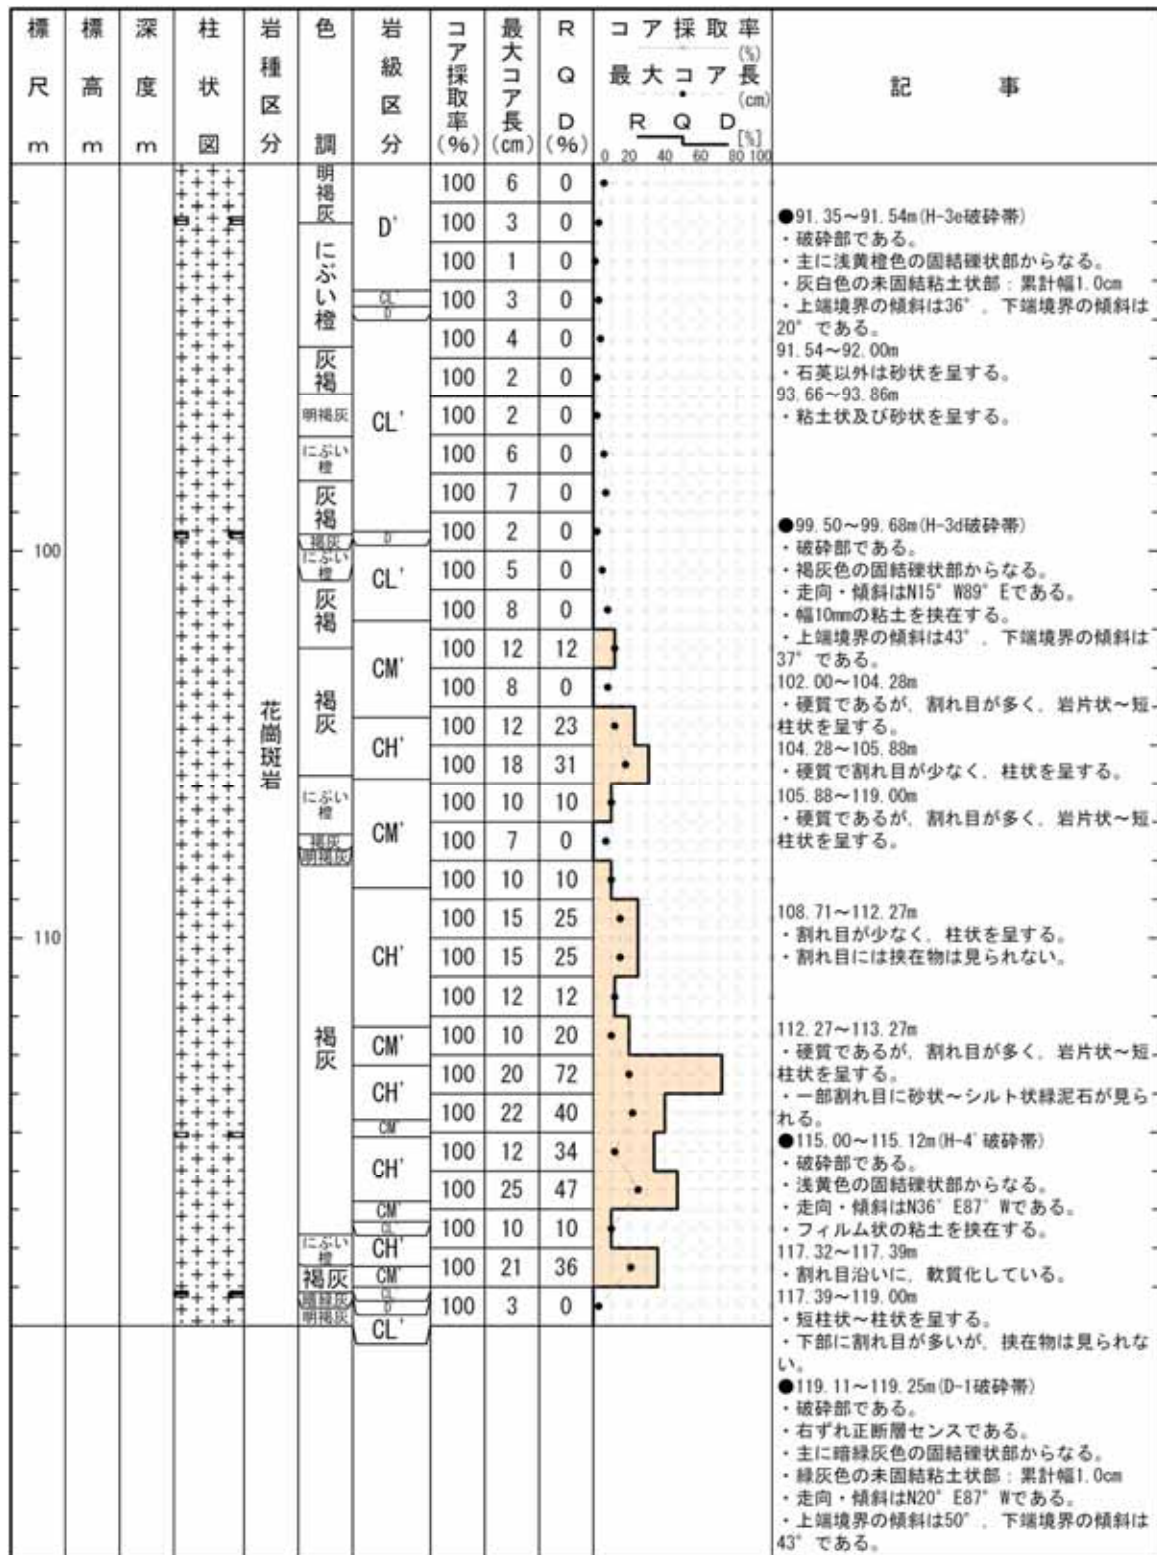 標尺 m
標高 m
深度 m
柱状図
岩種区分
色調
岩級区分
コア採取率(%)
最大コア長(cm)
RQD(%)
コア採取率
(%)
最大コア長
(cm)
RQD
[%]
0 20 40 60 80 100
記事
100
110
花崗斑岩
明褐灰
にぶい橙
灰褐
明褐灰
にぶい橙
灰褐
褐灰
にぶい橙
灰褐
褐灰
にぶい橙
褐灰
明褐灰
褐灰
にぶい橙
褐灰
暗緑灰
明褐灰
D'
CL'
D'
CL'
D'
CL'
CM'
CH'
CM'
CH'
CM'
CH'
CM'
CH'
CM'
CL'
CH'
CM'
CL'
D'
CL'
100 6 0
100 3 0
100 1 0
100 3 0
100 4 0
100 2 0
100 2 0
100 6 0
100 7 0
100 2 0
100 5 0
100 8 0
100 12 12
100 8 0
100 12 23
100 18 31
100 10 10
100 7 0
100 10 10
100 15 25
100 15 25
100 12 12
100 10 20
100 20 72
100 22 40
100 12 34
100 25 47
100 10 10
100 21 36
100 3 0
●91.35～91.54m(H-3e破砕帯)
・破砕部である。
・主に浅黄橙色の固結礫状部からなる。
・灰白色の未固結粘土状部：累計幅1.0cm
・上端境界の傾斜は36°，下端境界の傾斜は
20°である。
91.54～92.00m
・石英以外は砂状を呈する。
93.66～93.86m
・粘土状及び砂状を呈する。
●99.50～99.68m(H-3d破砕帯)
・破砕部である。
・褐灰色の固結礫状部からなる。
・走向・傾斜はN15°W89°Eである。
・幅10mmの粘土を挟在する。
・上端境界の傾斜は43°，下端境界の傾斜は
37°である。
102.00～104.28m
・硬質であるが，割れ目が多く，岩片状～短
柱状を呈する。
104.28～105.88m
・硬質で割れ目が少なく，柱状を呈する。
105.88～119.00m
・硬質であるが，割れ目が多く，岩片状～短
柱状を呈する。
108.71～112.27m
・割れ目が少なく，柱状を呈する。
・割れ目には挟在物は見られない。
112.27～113.27m
・硬質であるが，割れ目が多く，岩片状～短
柱状を呈する。
・一部割れ目に砂状～シルト状緑泥石が見ら
れる。
●115.00～115.12m(H-4'破砕帯)
・破砕部である。
・浅黄色の固結礫状部からなる。
・走向・傾斜はN36°E87°Wである。
・フィルム状の粘土を挟在する。
117.32～117.39m
・割れ目沿いに，軟質化している。
117.39～119.00m
・短柱状～柱状を呈する。
・下部に割れ目が多いが，挟在物は見られな
い。
●119.11～119.25m(D-1破砕帯)
・破砕部である。
・右ずれ正断層センスである。
・主に暗緑灰色の固結礫状部からなる。
・緑灰色の未固結粘土状部：累計幅1.0cm
・走向・傾斜はN20°E87°Wである。
・上端境界の傾斜は50°，下端境界の傾斜は
43°である。